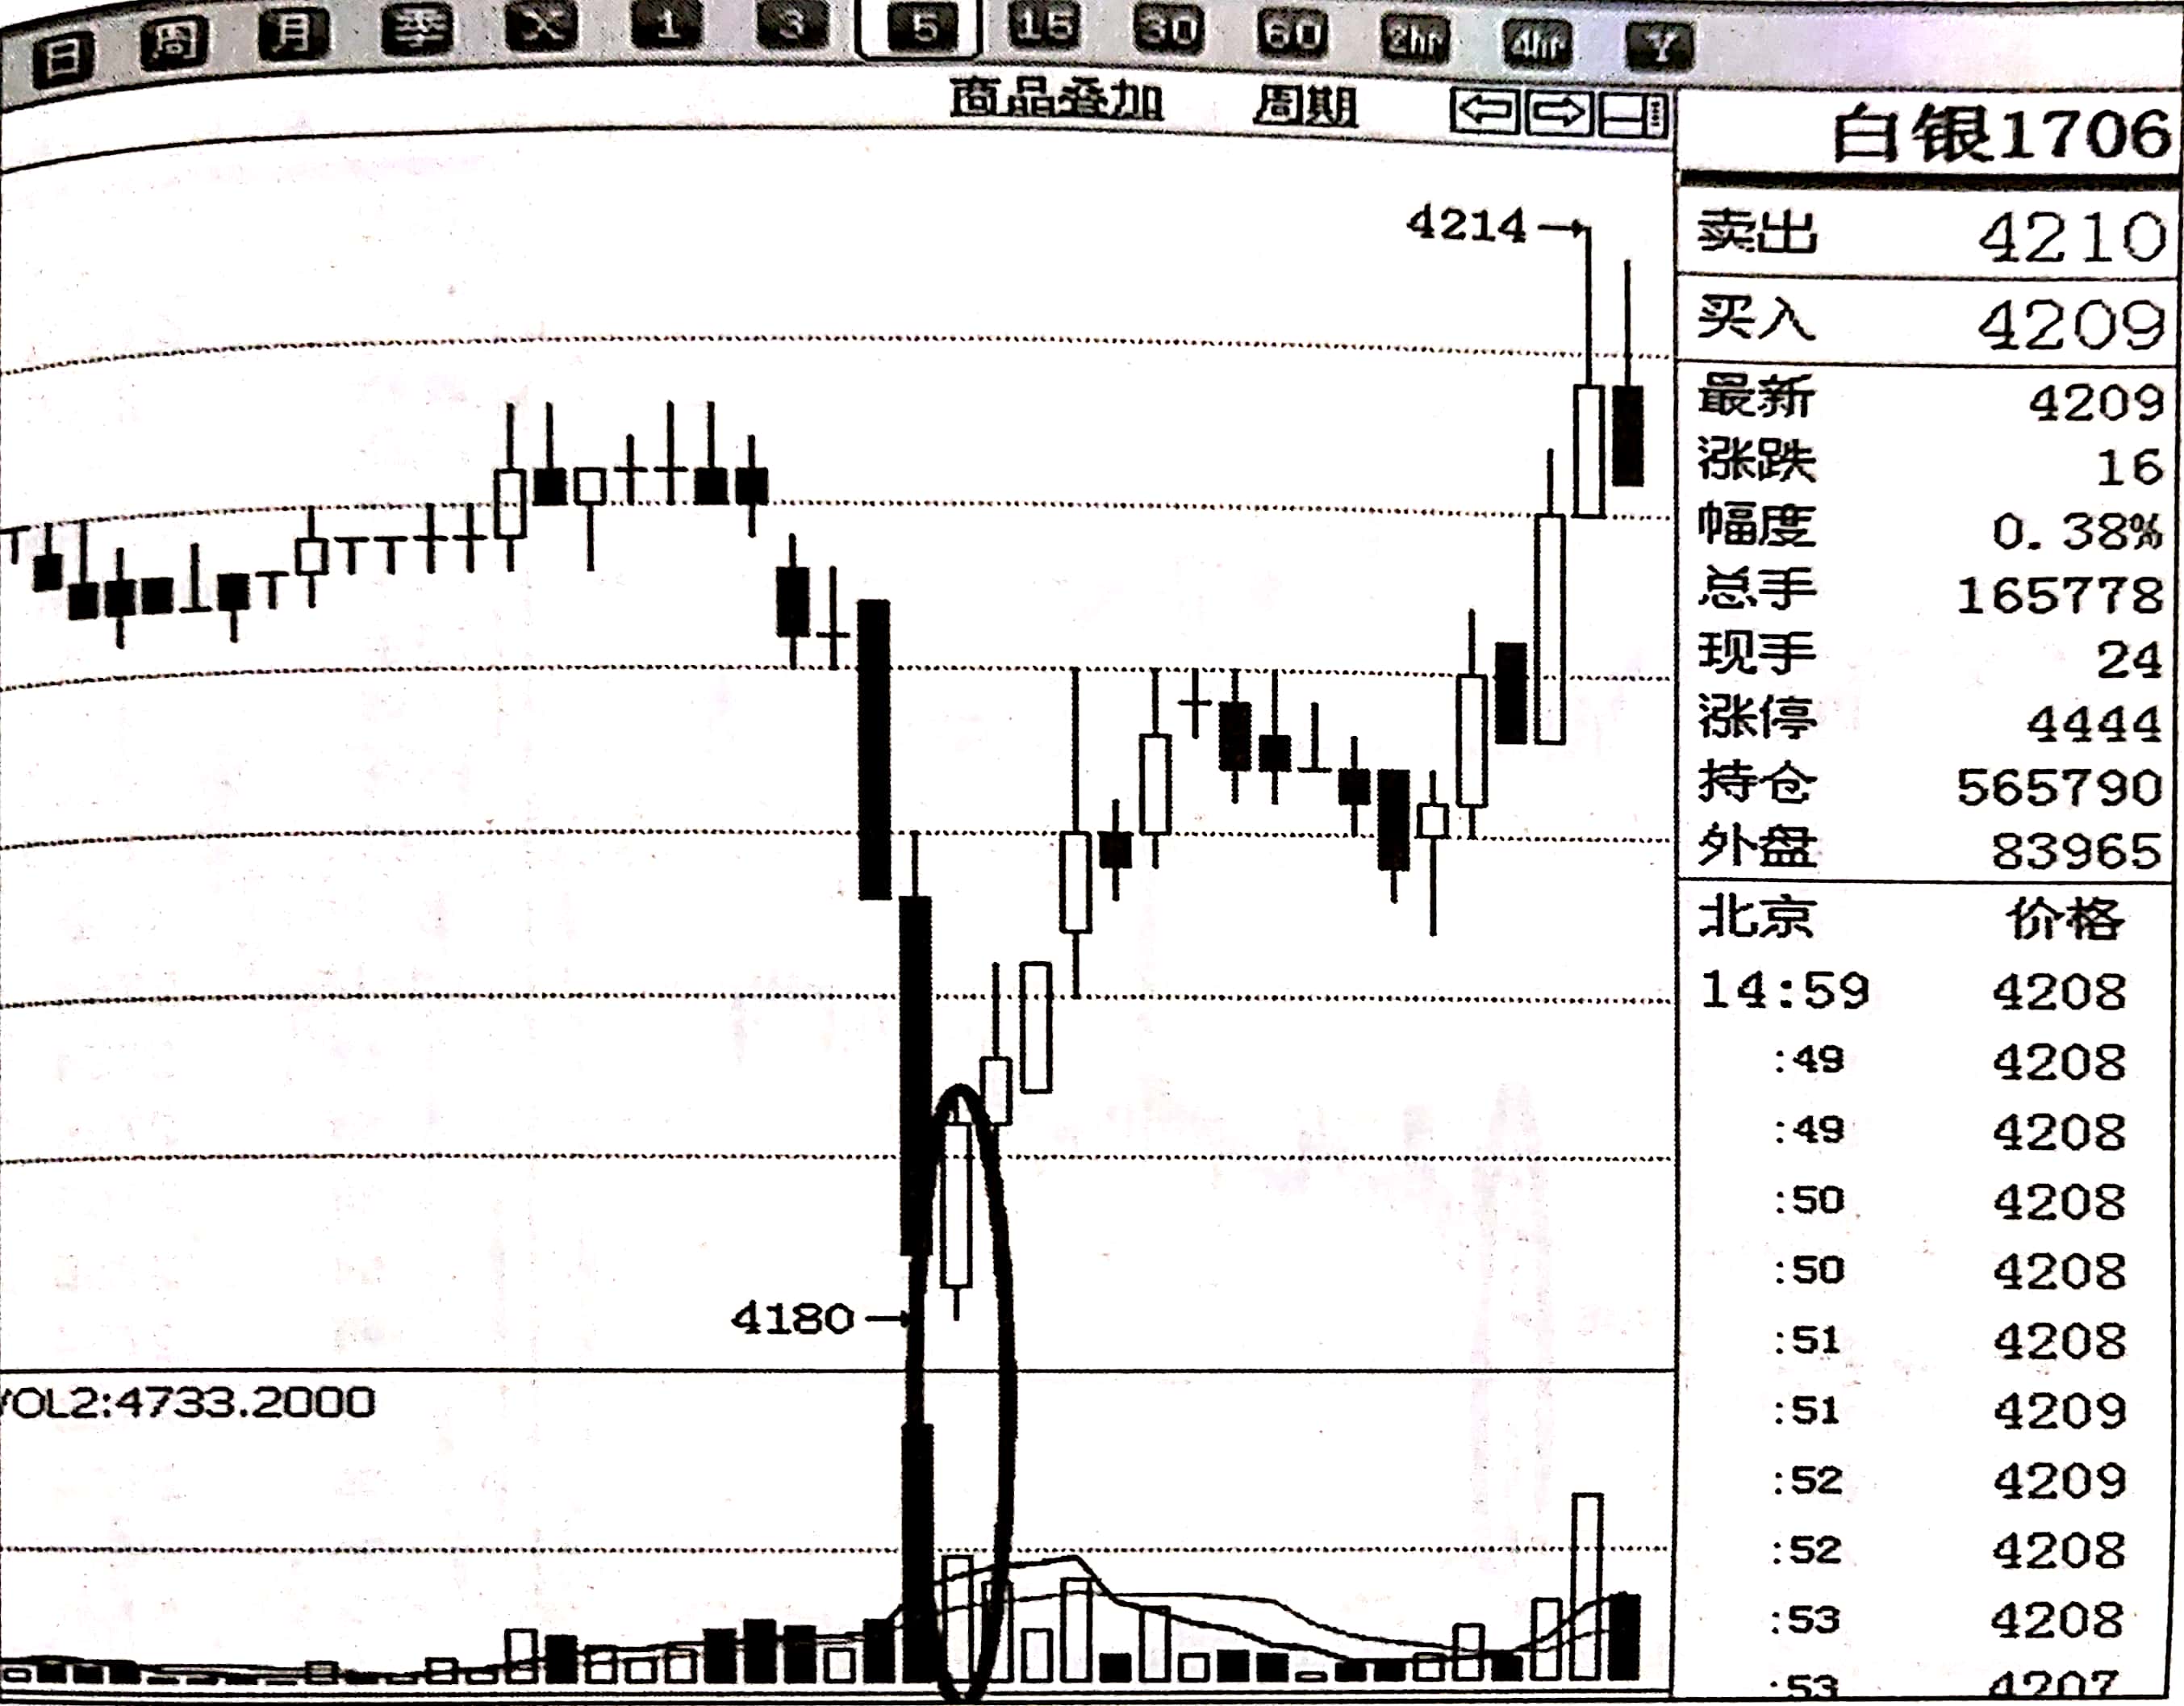 日 周 月 季 X 1 3 5 15 30 60 2hr 4hr Y
商品叠加 周期
白银1706
4214
卖出 4210
买入 4209
最新 4209
涨跌 16
幅度 0.38%
总手 165778
现手 24
涨停 4444
持仓 565790
外盘 83965
北京 价格
14:59 4208
:49 4208
:49 4208
:50 4208
:50 4208
4180
:51 4208
VOL2:4733.2000
:51 4209
:52 4209
:52 4208
:53 4208
:53 4207